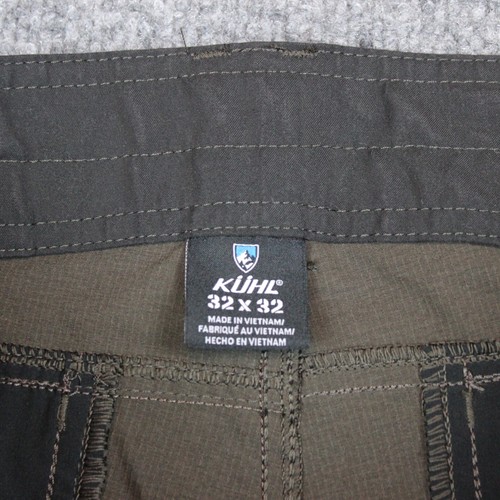 KÜHL®
32 X 32
MADE IN VIETNAM/
FABRIQUÉ AU VIETNAM/
HECHO EN VIETNAM